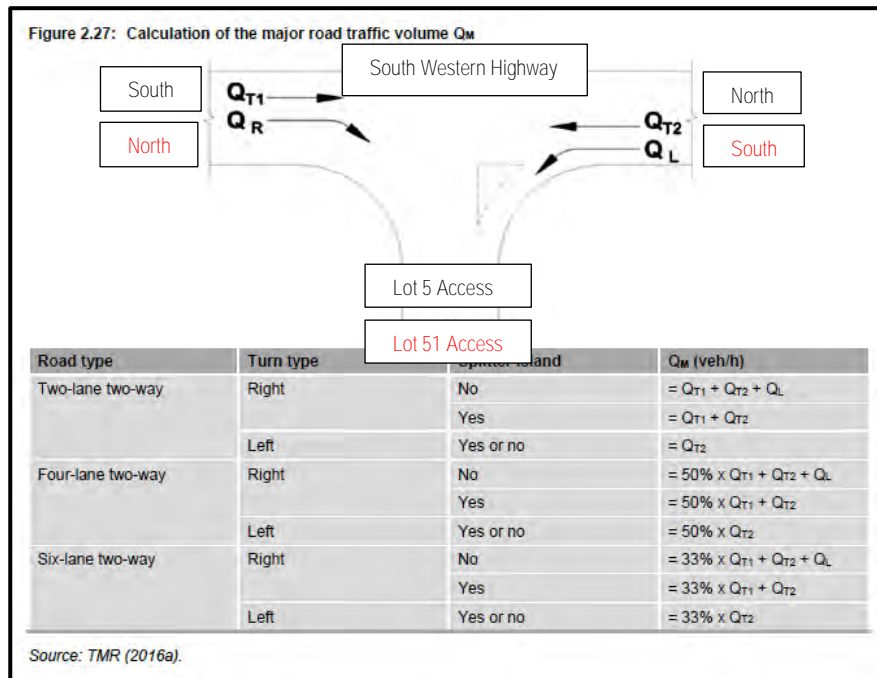 Figure 2.27: Calculation of the major road traffic volume QM
South Western Highway
South
North
QT1
QR
North
South
QT2
QL
Lot 5 Access
Lot 51 Access
Road type Turn type Splitter island QM (veh/h)
Two-lane two-way Right No = QT1 + QT2 + QL
Yes = QT1 + QT2
Left Yes or no = QT2
Four-lane two-way Right No = 50% x QT1 + QT2 + QL
Yes = 50% x QT1 + QT2
Left Yes or no = 50% x QT2
Six-lane two-way Right No = 33% x QT1 + QT2 + QL
Yes = 33% x QT1 + QT2
Left Yes or no = 33% x QT2
Source: TMR (2016a).